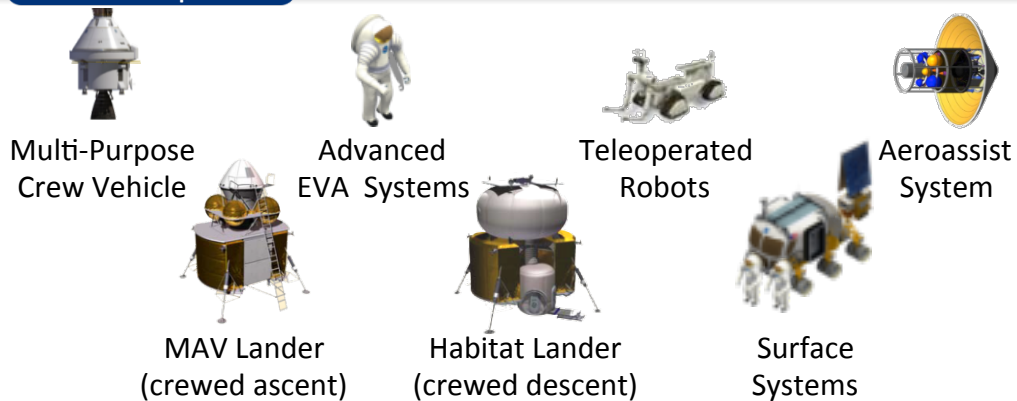 Multi-Purpose
Crew Vehicle
Advanced
EVA Systems
Teleoperated
Robots
Aeroassist
System
MAV Lander
(crewed ascent)
Habitat Lander
(crewed descent)
Surface
Systems